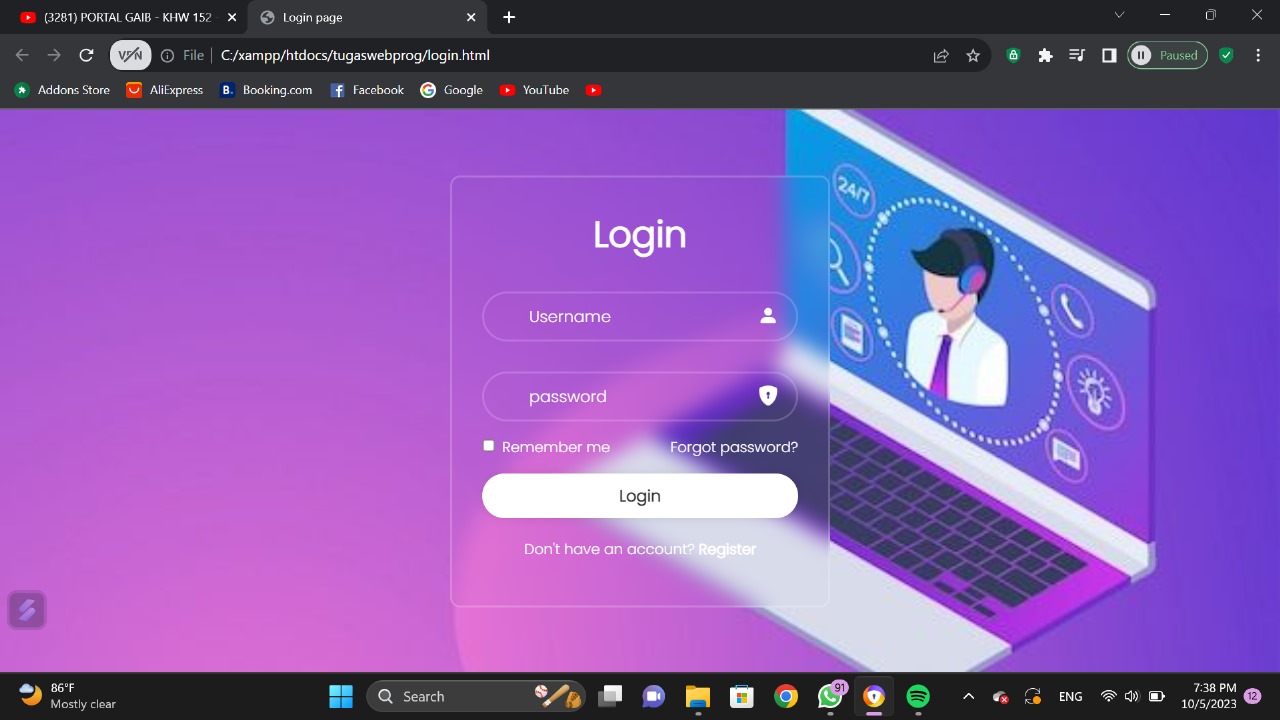 (3281) PORTAL GAIB - KHW 152
Login page
VPN
File
C:/xampp/htdocs/tugaswebprog/login.html
Paused
Addons Store
AliExpress
B.
Booking.com
Facebook
Google
YouTube
24/7
Login
Username
password
Remember me
Forgot password?
Login
Don't have an account? Register
86°F
Mostly clear
Search
91
ENG
7:38 PM
10/5/2023
12